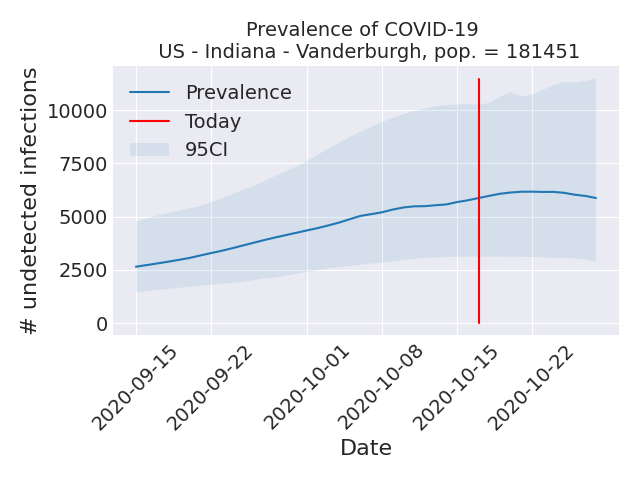 Prevalence of COVID-19
US - Indiana - Vanderburgh, pop. = 181451
# undetected infections
10000
7500
5000
2500
0
Prevalence
Today
95CI
2020-09-15
2020-09-22
2020-10-01
2020-10-08
2020-10-15
2020-10-22
Date